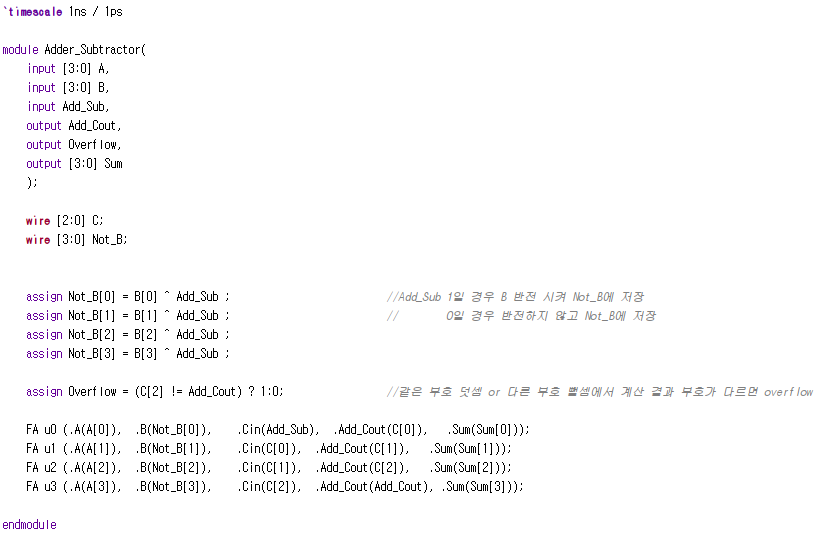 `timescale 1ns / 1ps
module Adder_Subtractor(
input [3:0] A,
input [3:0] B,
input Add_Sub,
output Add_Cout,
output Overflow,
output [3:0] Sum
);
wire [2:0] C;
wire [3:0] Not_B;
assign Not_B[0] = B[0] ^ Add_Sub ; //Add_Sub 1일 경우 B 반전 시켜 Not_B에 저장
assign Not_B[1] = B[1] ^ Add_Sub ; // 0일 경우 반전하지 않고 Not_B에 저장
assign Not_B[2] = B[2] ^ Add_Sub ;
assign Not_B[3] = B[3] ^ Add_Sub ;
assign Overflow = (C[2] != Add_Cout) ? 1:0; //같은 부호 덧셈 or 다른 부호 뺄셈에서 계산 결과 부호가 다르면 overflow
FA u0 (.A(A[0]), .B(Not_B[0]), .Cin(Add_Sub), .Add_Cout(C[0]), .Sum(Sum[0]));
FA u1 (.A(A[1]), .B(Not_B[1]), .Cin(C[0]), .Add_Cout(C[1]), .Sum(Sum[1]));
FA u2 (.A(A[2]), .B(Not_B[2]), .Cin(C[1]), .Add_Cout(C[2]), .Sum(Sum[2]));
FA u3 (.A(A[3]), .B(Not_B[3]), .Cin(C[2]), .Add_Cout(Add_Cout), .Sum(Sum[3]));
endmodule